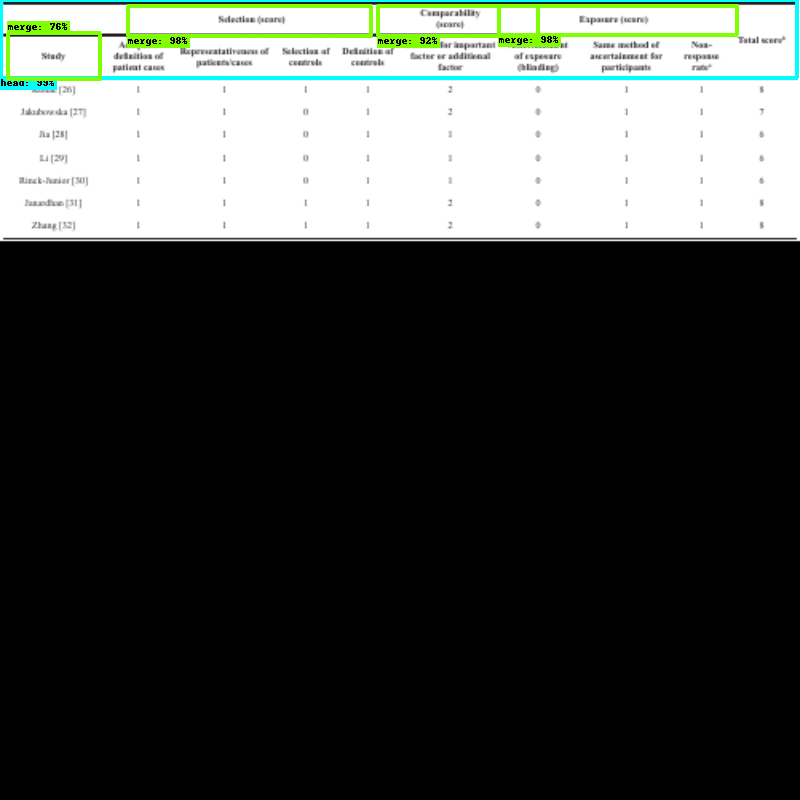 merge: 76%
Selection (score)
Comparability (score)
Exposure (score)
Total score^b
merge: 98%
merge: 92%
merge: 98%
Study
definition of patient cases
Representativeness of patients/cases
Selection of controls
Definition of controls
for important factor or additional factor
of exposure (blinding)
Same method of ascertainment for participants
Non-response rate^a
head: 99%
[26] 1 1 1 1 2 0 1 1 8
Jakubowska [27] 1 1 0 1 2 0 1 1 7
Jia [28] 1 1 0 1 1 0 1 1 6
Li [29] 1 1 0 1 1 0 1 1 6
Rinck-Junior [30] 1 1 0 1 1 0 1 1 6
Janardhan [31] 1 1 1 1 2 0 1 1 8
Zhang [32] 1 1 1 1 2 0 1 1 8